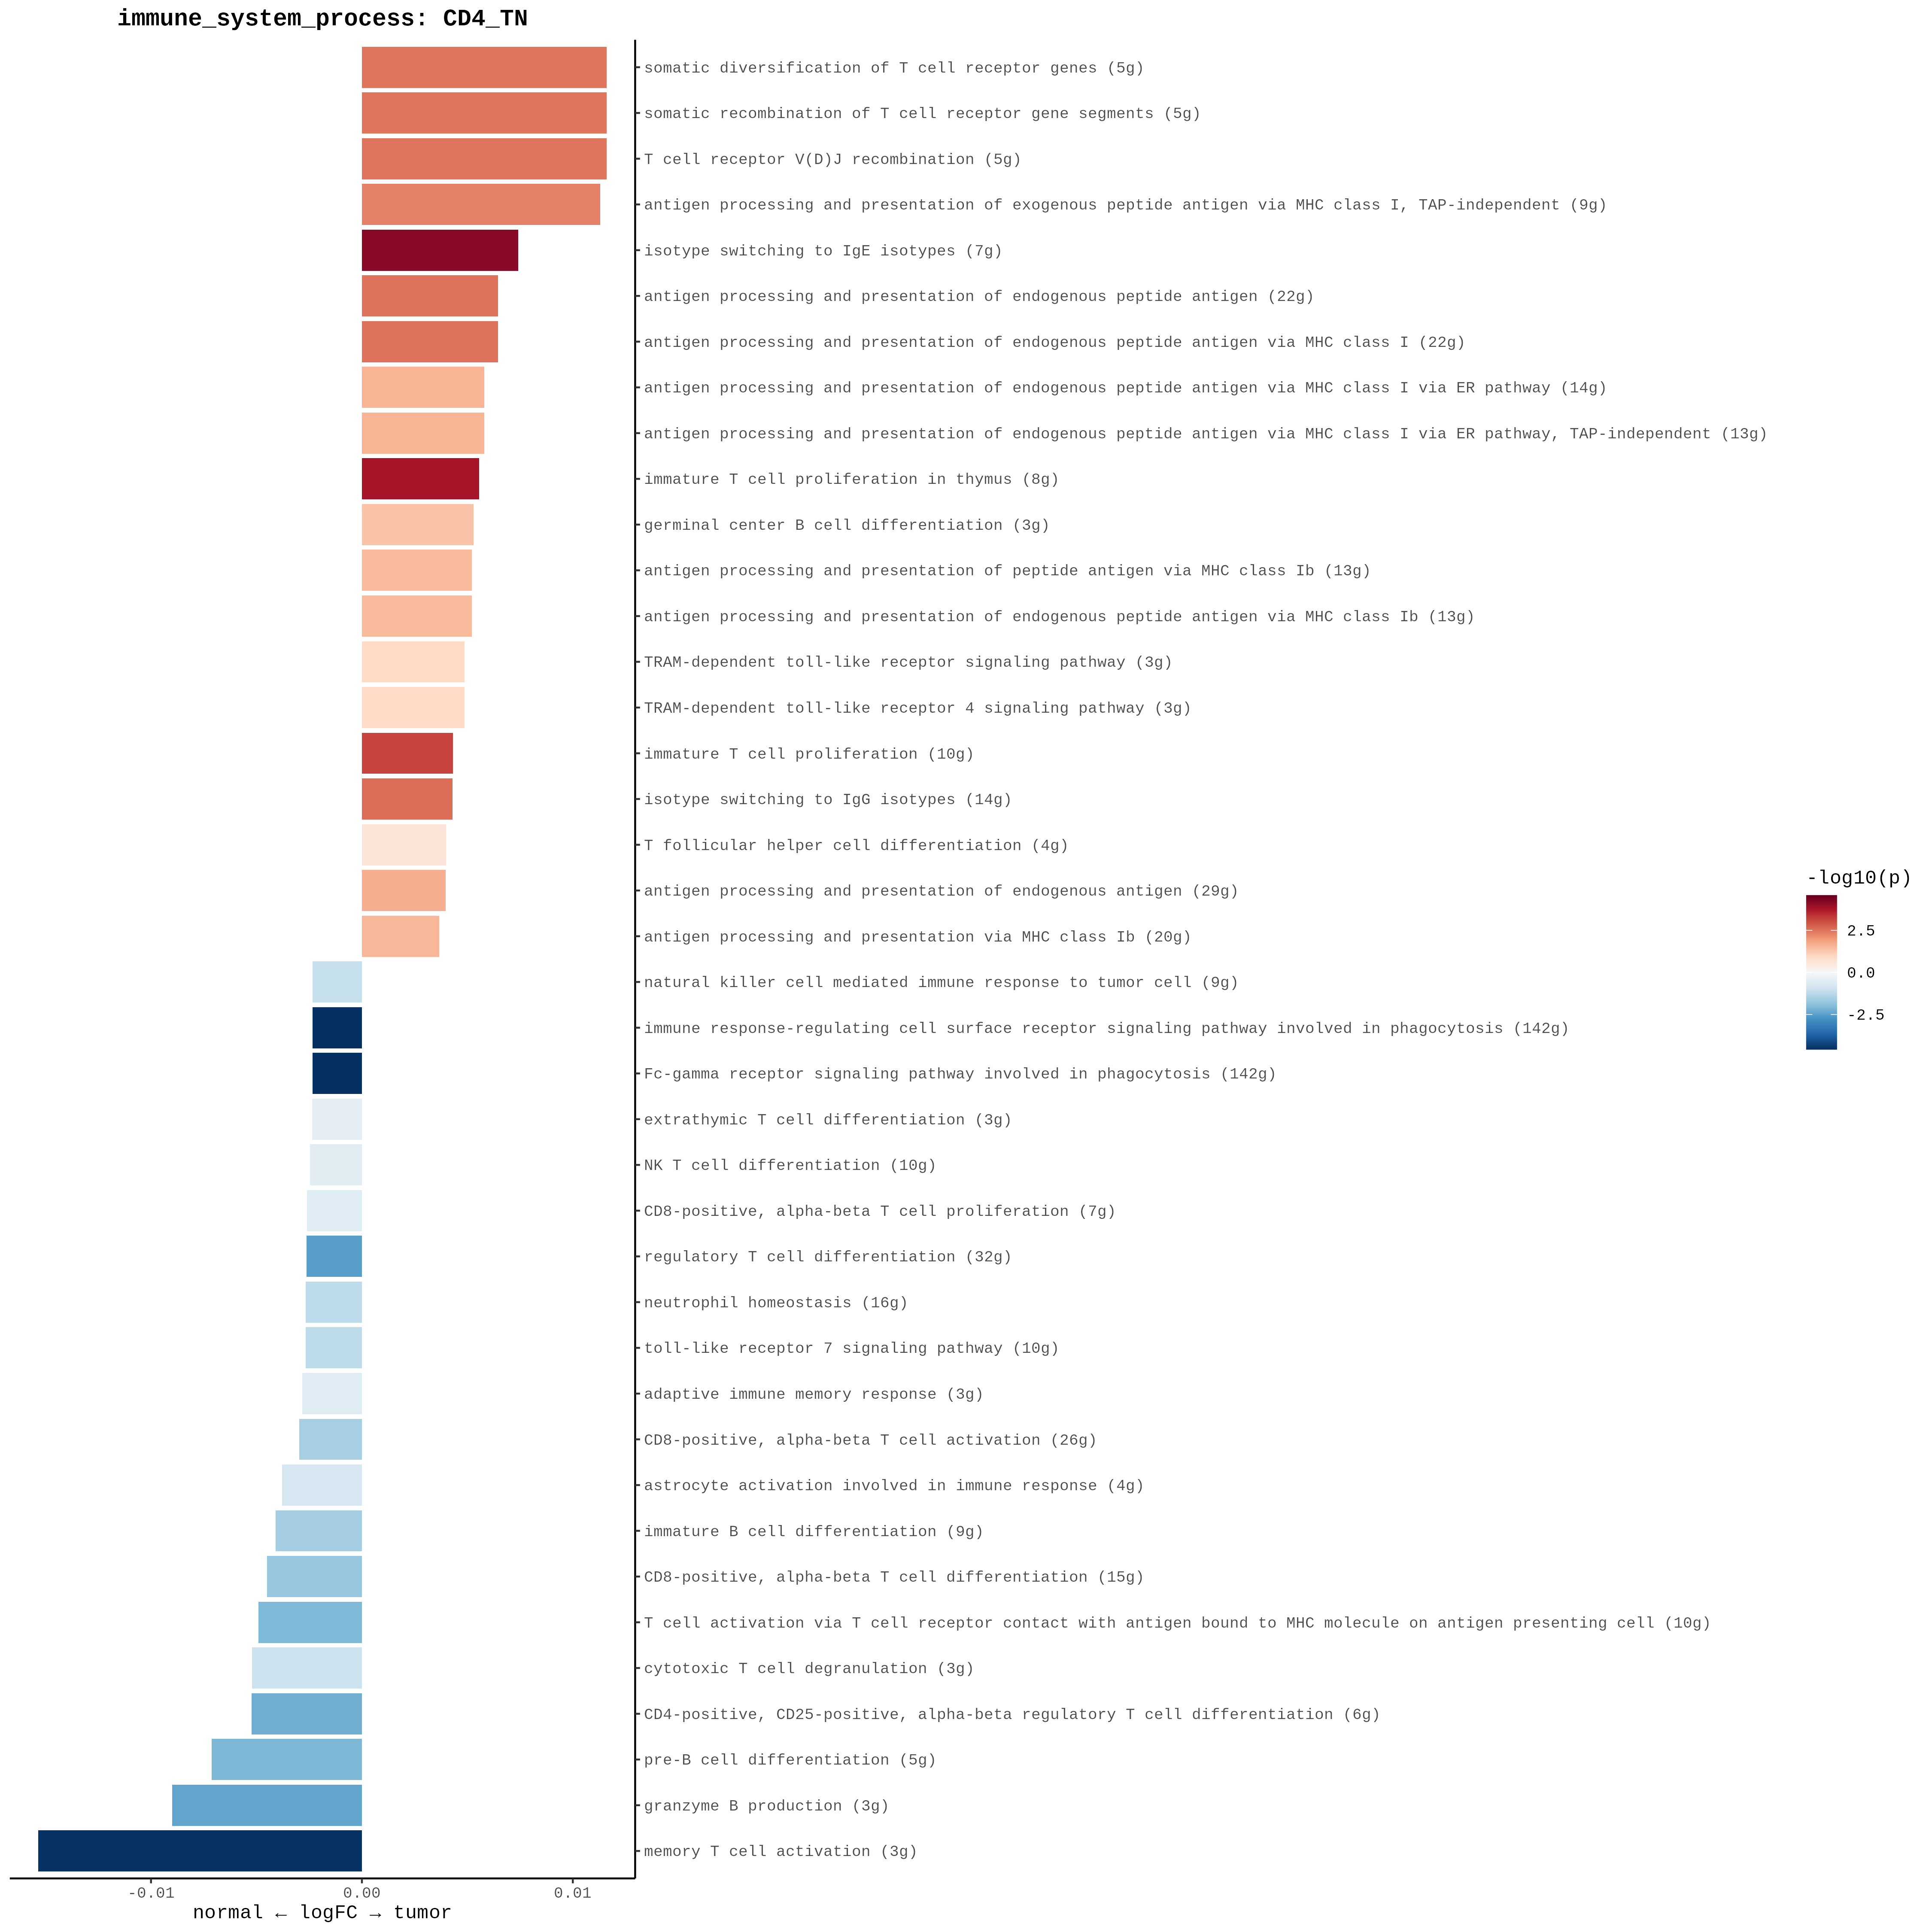 immune_system_process: CD4_TN
somatic diversification of T cell receptor genes (5g)
somatic recombination of T cell receptor gene segments (5g)
T cell receptor V(D)J recombination (5g)
antigen processing and presentation of exogenous peptide antigen via MHC class I, TAP-independent (9g)
isotype switching to IgE isotypes (7g)
antigen processing and presentation of endogenous peptide antigen (22g)
antigen processing and presentation of endogenous peptide antigen via MHC class I (22g)
antigen processing and presentation of endogenous peptide antigen via MHC class I via ER pathway (14g)
antigen processing and presentation of endogenous peptide antigen via MHC class I via ER pathway, TAP-independent (13g)
immature T cell proliferation in thymus (8g)
germinal center B cell differentiation (3g)
antigen processing and presentation of peptide antigen via MHC class Ib (13g)
antigen processing and presentation of endogenous peptide antigen via MHC class Ib (13g)
TRAM-dependent toll-like receptor signaling pathway (3g)
TRAM-dependent toll-like receptor 4 signaling pathway (3g)
immature T cell proliferation (10g)
isotype switching to IgG isotypes (14g)
T follicular helper cell differentiation (4g)
antigen processing and presentation of endogenous antigen (29g)
antigen processing and presentation via MHC class Ib (20g)
natural killer cell mediated immune response to tumor cell (9g)
immune response-regulating cell surface receptor signaling pathway involved in phagocytosis (142g)
Fc-gamma receptor signaling pathway involved in phagocytosis (142g)
extrathymic T cell differentiation (3g)
NK T cell differentiation (10g)
CD8-positive, alpha-beta T cell proliferation (7g)
regulatory T cell differentiation (32g)
neutrophil homeostasis (16g)
toll-like receptor 7 signaling pathway (10g)
adaptive immune memory response (3g)
CD8-positive, alpha-beta T cell activation (26g)
astrocyte activation involved in immune response (4g)
immature B cell differentiation (9g)
CD8-positive, alpha-beta T cell differentiation (15g)
T cell activation via T cell receptor contact with antigen bound to MHC molecule on antigen presenting cell (10g)
cytotoxic T cell degranulation (3g)
CD4-positive, CD25-positive, alpha-beta regulatory T cell differentiation (6g)
pre-B cell differentiation (5g)
granzyme B production (3g)
memory T cell activation (3g)
-0.01 0.00 0.01
normal ← logFC → tumor
-log10(p)
2.5
0.0
-2.5